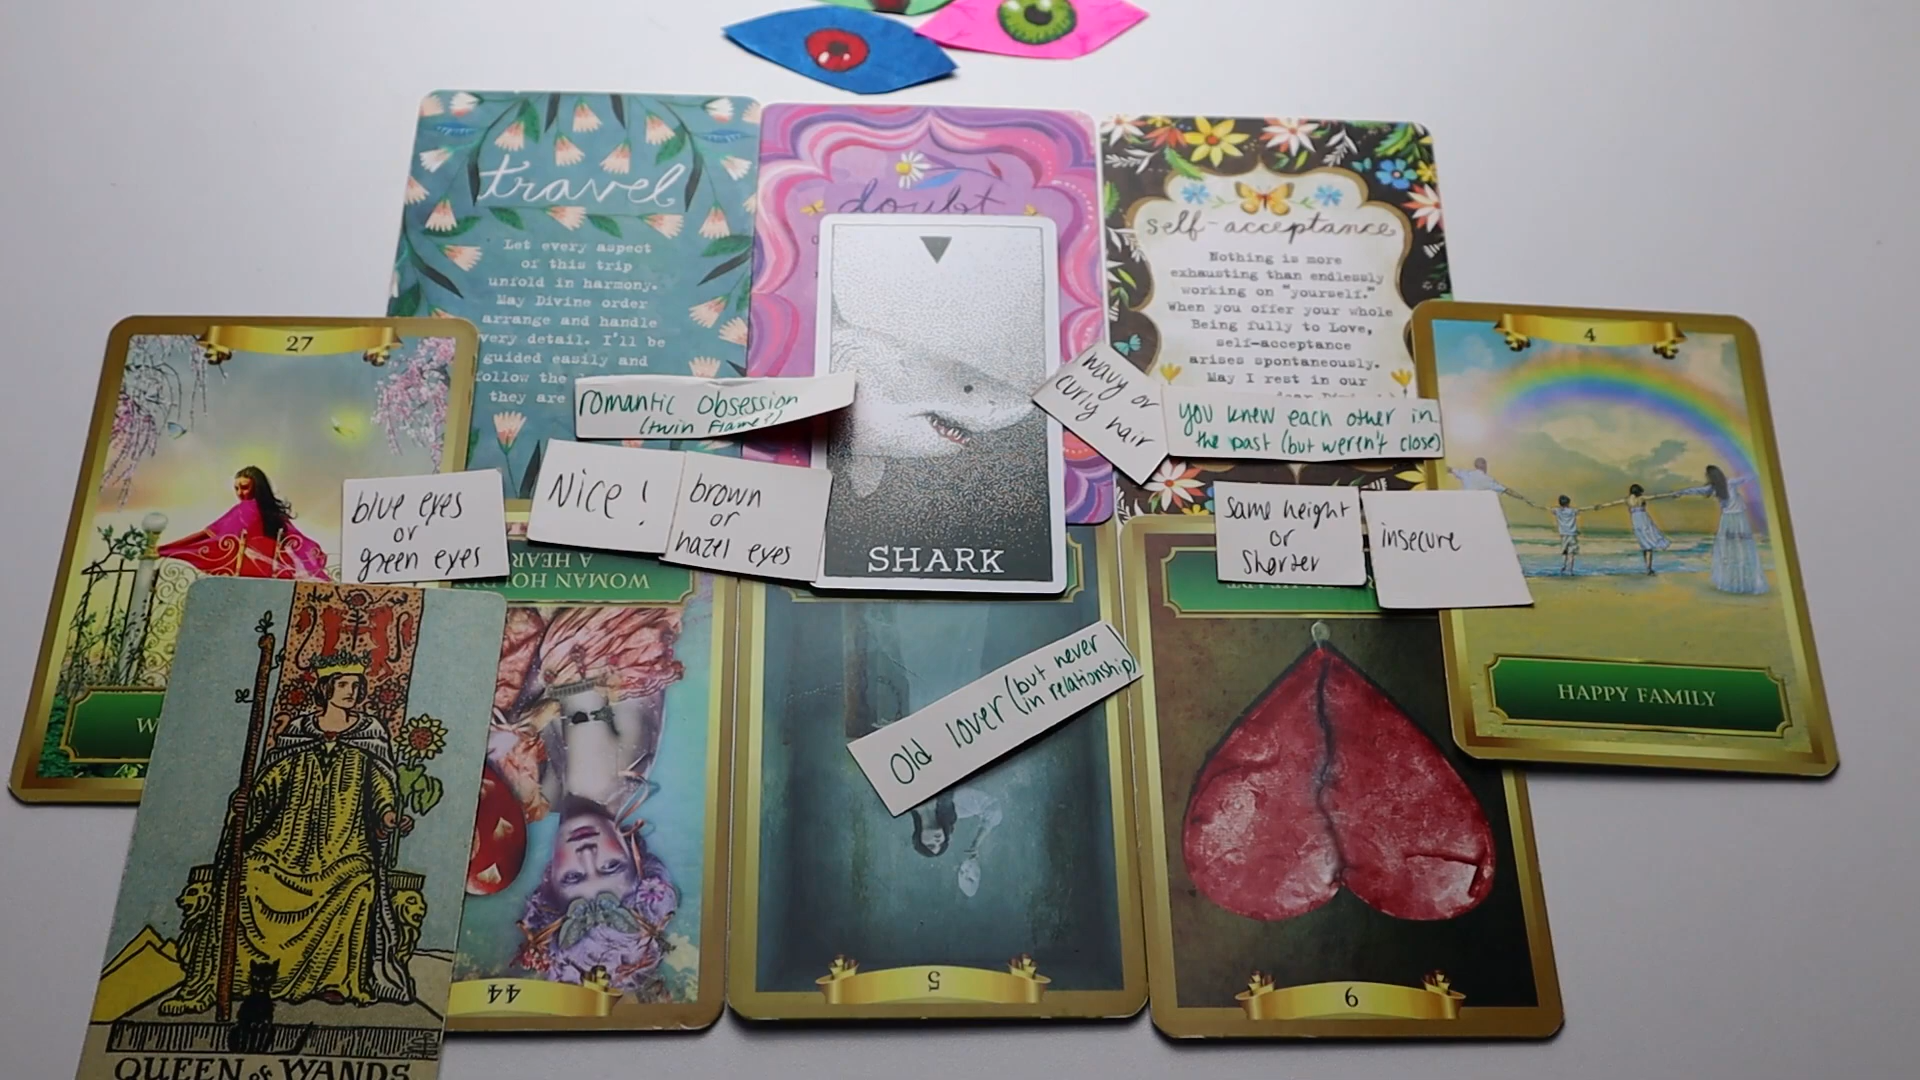 travel
Let every aspect
of this trip
unfold in harmony.
May Divine order
arrange and handle
very detail. I'll be
guided easily and
follow the
they are
doubt
SHARK
self-acceptance
Nothing is more
exhausting than endlessly
working on "yourself."
When you offer your whole
Being fully to Love,
self-acceptance
arises spontaneously.
May I rest in our
27
4
HAPPY FAMILY
romantic obsession
(twin flame?)
wavy or
curly hair
you knew each other in
the past (but weren't close)
blue eyes
or
green eyes
Nice!
brown
or
hazel eyes
same height
or
shorter
insecure
WOMAN HOLDIN
A HEAR
W
old lover (but never
in relationship)
44
5
6
QUEEN of WANDS